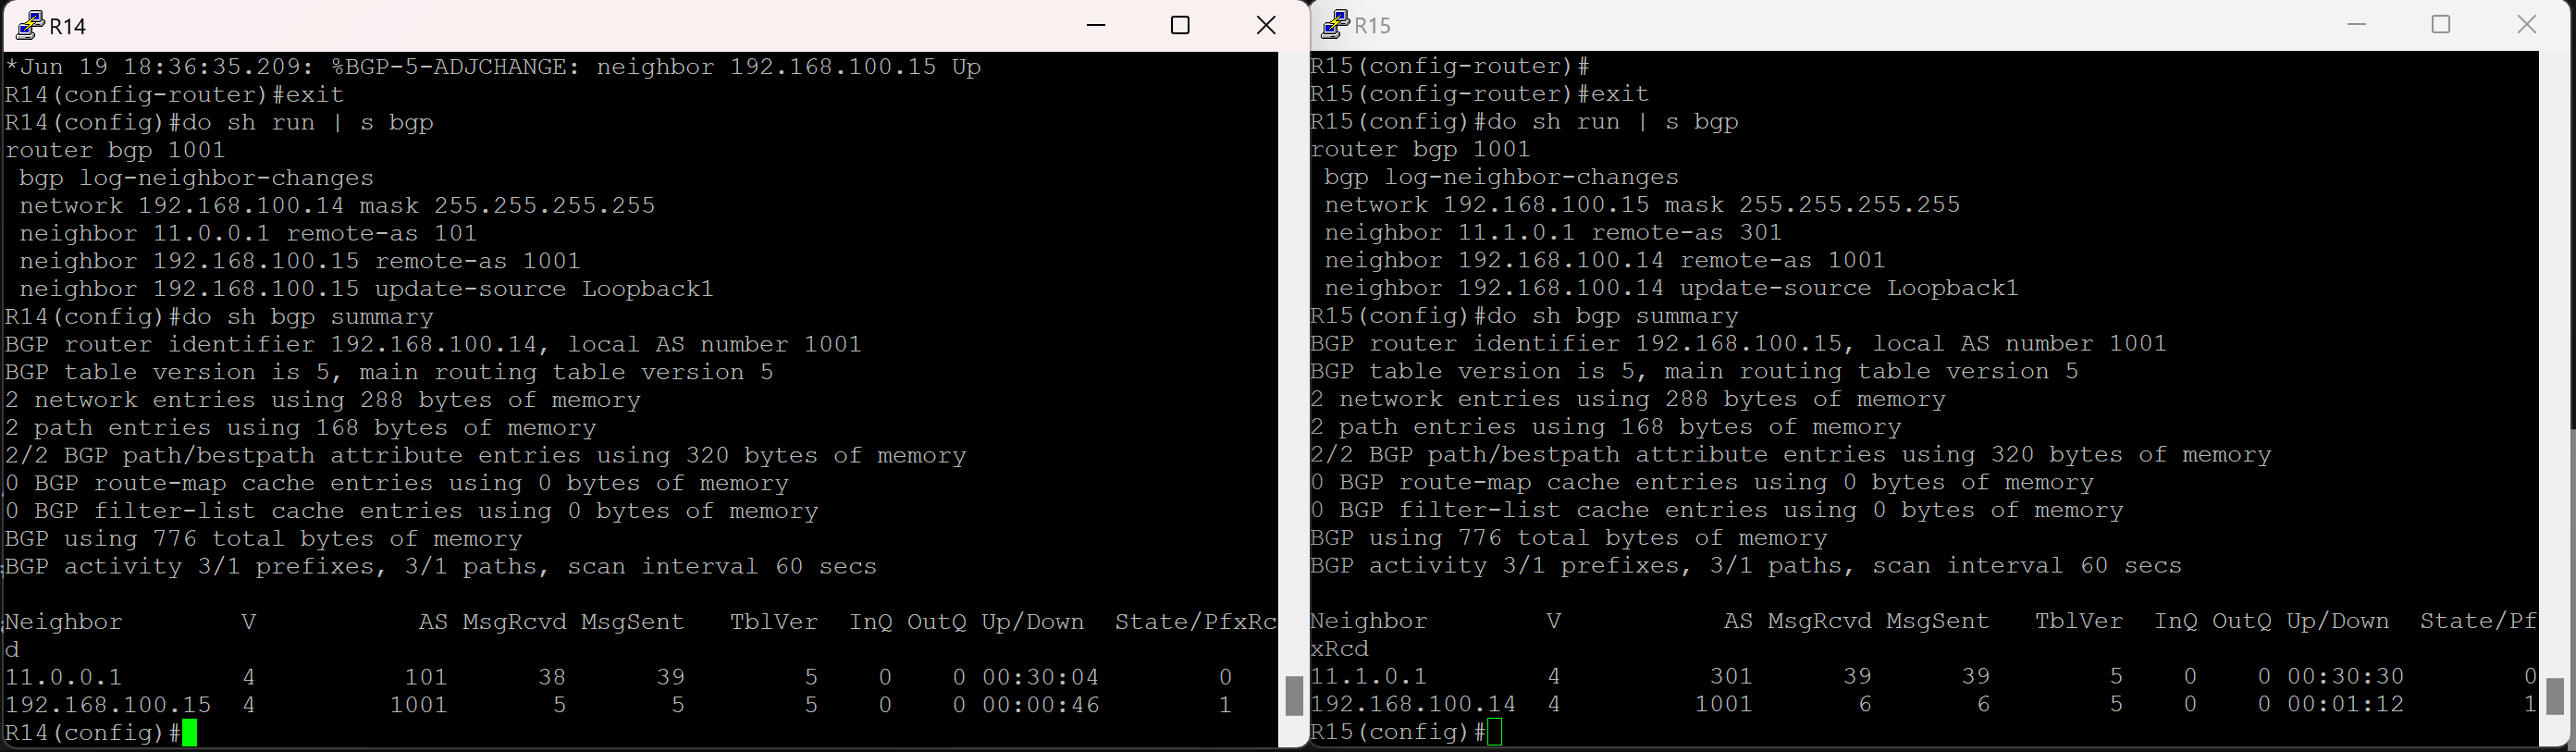 R14
*Jun 19 18:36:35.209: %BGP-5-ADJCHANGE: neighbor 192.168.100.15 Up
R14(config-router)#exit
R14(config)#do sh run | s bgp
router bgp 1001
 bgp log-neighbor-changes
 network 192.168.100.14 mask 255.255.255.255
 neighbor 11.0.0.1 remote-as 101
 neighbor 192.168.100.15 remote-as 1001
 neighbor 192.168.100.15 update-source Loopback1
R14(config)#do sh bgp summary
BGP router identifier 192.168.100.14, local AS number 1001
BGP table version is 5, main routing table version 5
2 network entries using 288 bytes of memory
2 path entries using 168 bytes of memory
2/2 BGP path/bestpath attribute entries using 320 bytes of memory
0 BGP route-map cache entries using 0 bytes of memory
0 BGP filter-list cache entries using 0 bytes of memory
BGP using 776 total bytes of memory
BGP activity 3/1 prefixes, 3/1 paths, scan interval 60 secs
Neighbor        V           AS MsgRcvd MsgSent   TblVer  InQ OutQ Up/Down  State/PfxRc
d
11.0.0.1        4          101      38      39        5    0    0 00:30:04        0
192.168.100.15  4         1001       5       5        5    0    0 00:00:46        1
R14(config)#
R15
R15(config-router)#
R15(config-router)#exit
R15(config)#do sh run | s bgp
router bgp 1001
 bgp log-neighbor-changes
 network 192.168.100.15 mask 255.255.255.255
 neighbor 11.1.0.1 remote-as 301
 neighbor 192.168.100.14 remote-as 1001
 neighbor 192.168.100.14 update-source Loopback1
R15(config)#do sh bgp summary
BGP router identifier 192.168.100.15, local AS number 1001
BGP table version is 5, main routing table version 5
2 network entries using 288 bytes of memory
2 path entries using 168 bytes of memory
2/2 BGP path/bestpath attribute entries using 320 bytes of memory
0 BGP route-map cache entries using 0 bytes of memory
0 BGP filter-list cache entries using 0 bytes of memory
BGP using 776 total bytes of memory
BGP activity 3/1 prefixes, 3/1 paths, scan interval 60 secs
Neighbor        V           AS MsgRcvd MsgSent   TblVer  InQ OutQ Up/Down  State/Pf
xRcd
11.1.0.1        4          301      39      39        5    0    0 00:30:30        0
192.168.100.14  4         1001       6       6        5    0    0 00:01:12        1
R15(config)#